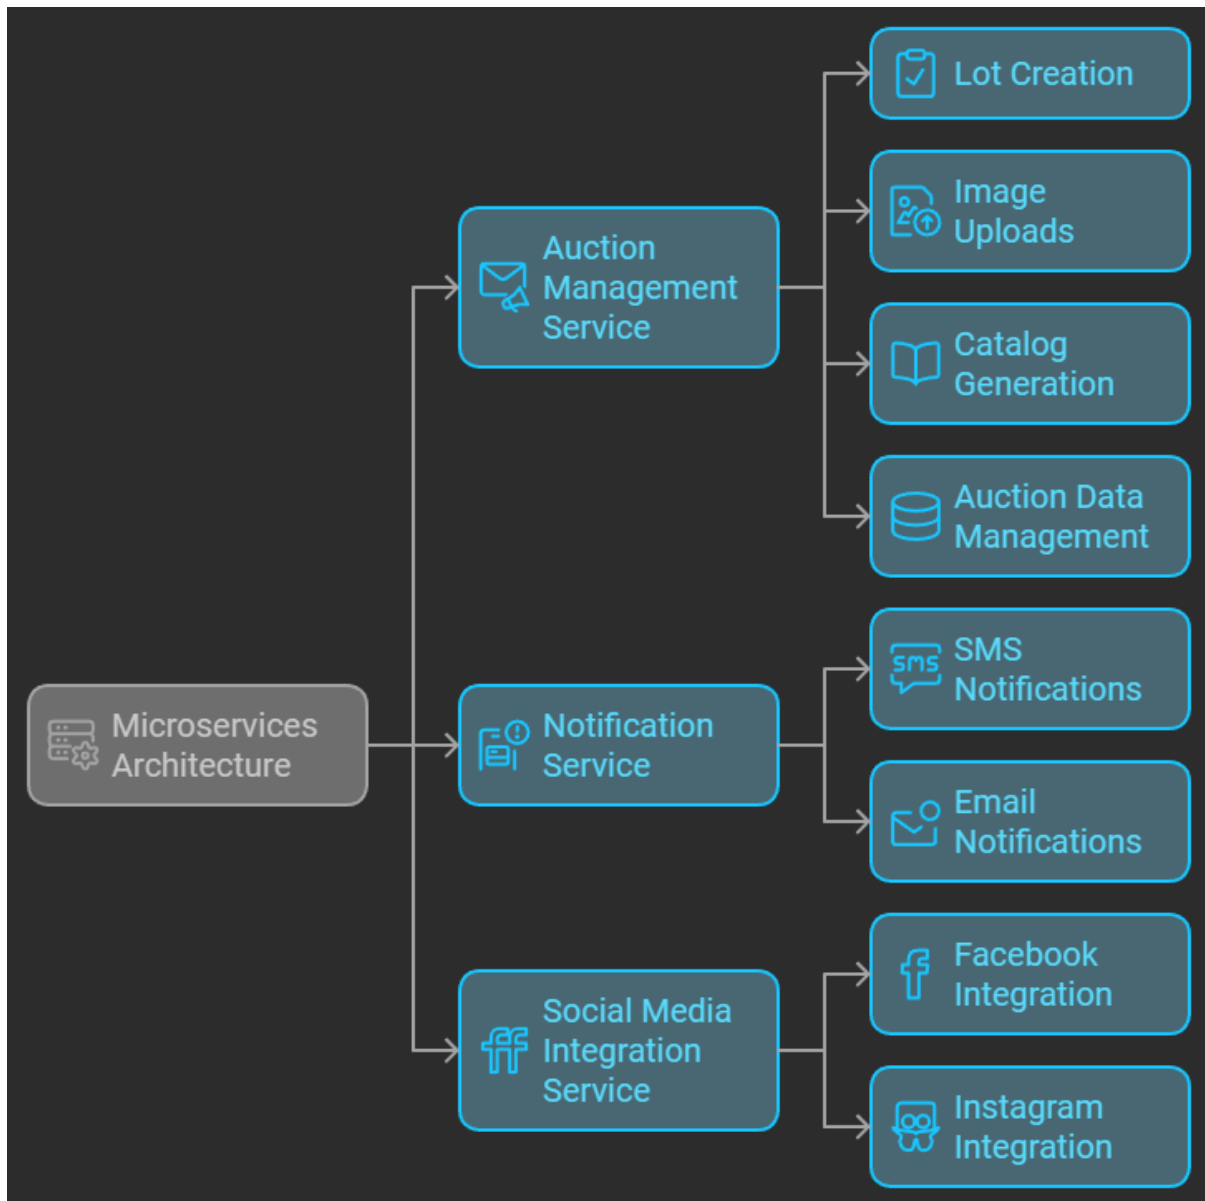 Microservices
Architecture
Auction
Management
Service
Lot Creation
Image
Uploads
Catalog
Generation
Auction Data
Management
Notification
Service
SMS
sms
Notifications
Email
Notifications
Social Media
Integration
Service
Facebook
Integration
Instagram
Integration